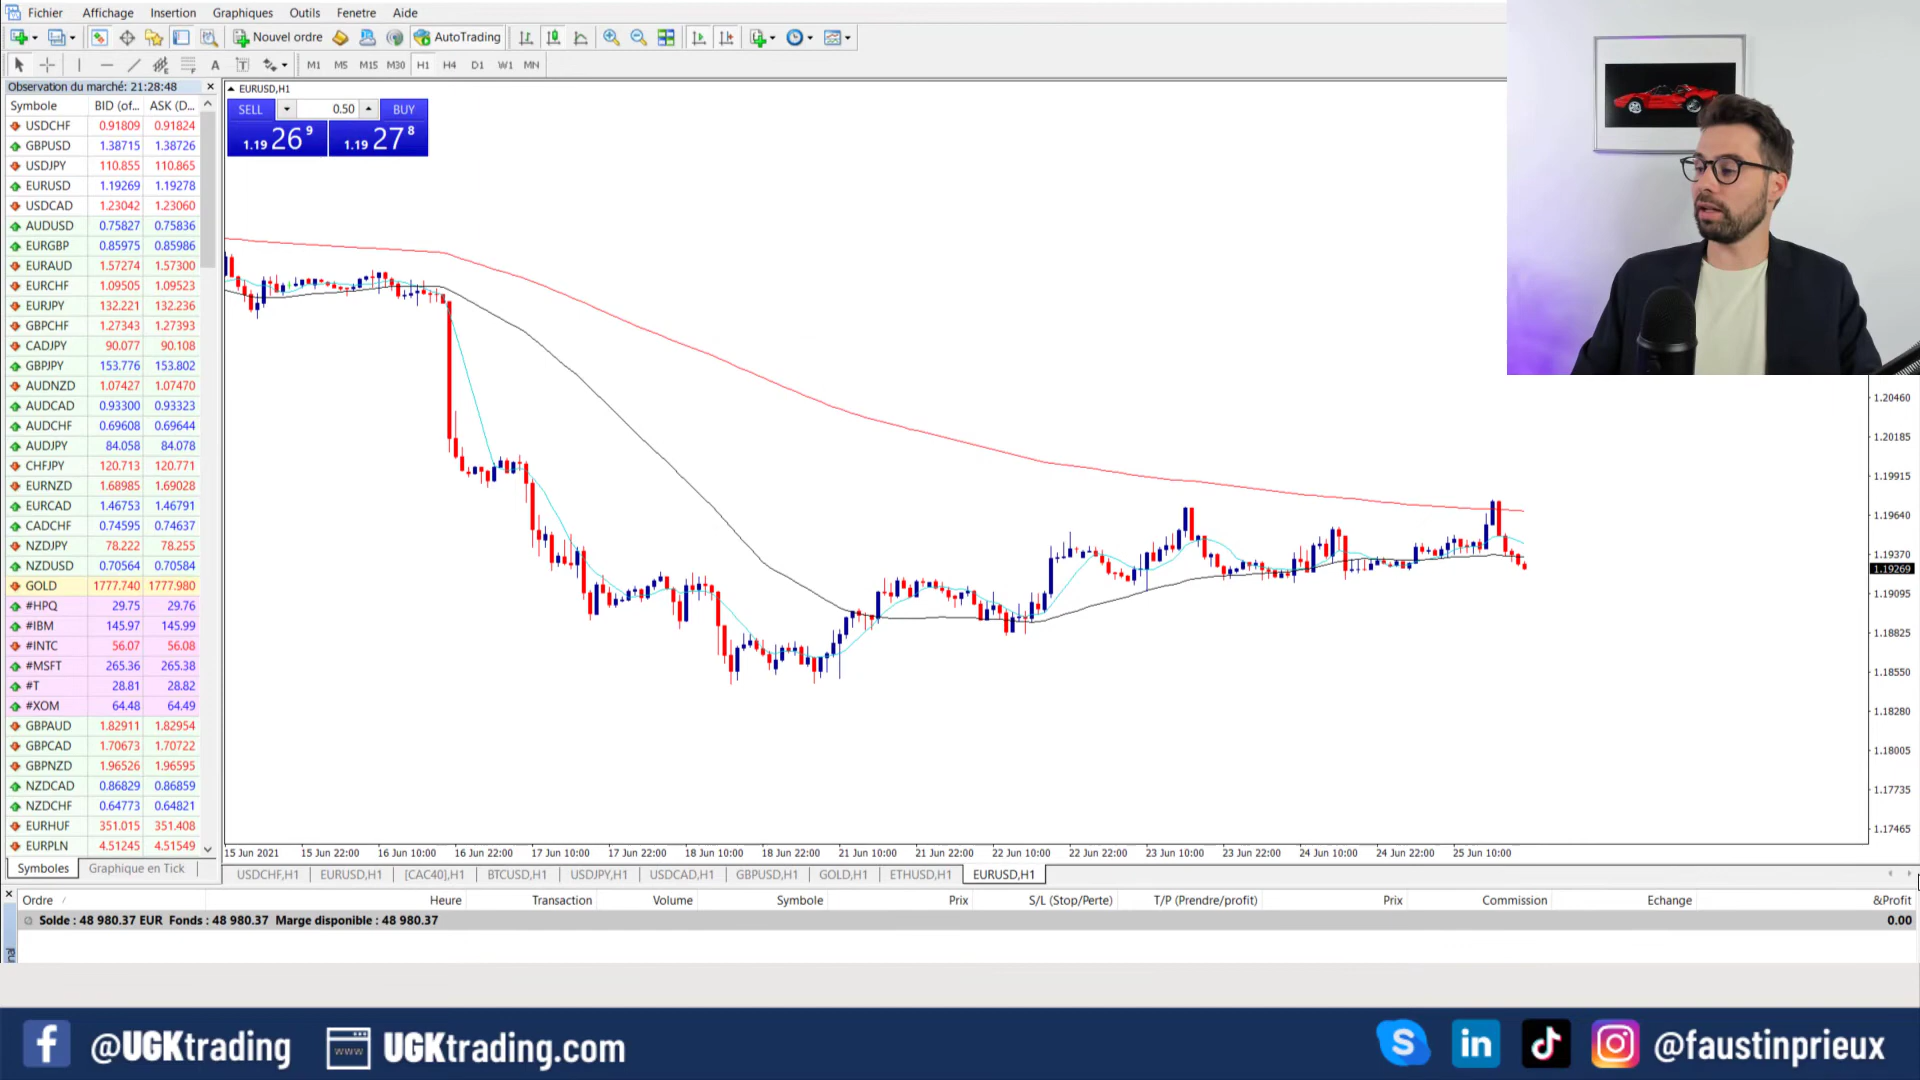 Fichier Affichage Insertion Graphiques Outils Fenetre Aide
Nouvel ordre AutoTrading
A T M1 M5 M15 M30 H1 H4 D1 W1 MN
Observation du marché: 21:28:48
Symbole BID (of... ASK (D...
USDCHF 0.91809 0.91824
GBPUSD 1.38715 1.38726
USDJPY 110.855 110.865
EURUSD 1.19269 1.19278
USDCAD 1.23042 1.23060
AUDUSD 0.75827 0.75836
EURGBP 0.85975 0.85986
EURAUD 1.57274 1.57300
EURCHF 1.09505 1.09523
EURJPY 132.221 132.236
GBPCHF 1.27343 1.27393
CADJPY 90.077 90.108
GBPJPY 153.776 153.802
AUDNZD 1.07427 1.07470
AUDCAD 0.93300 0.93323
AUDCHF 0.69608 0.69644
AUDJPY 84.058 84.078
CHFJPY 120.713 120.771
EURNZD 1.68985 1.69028
EURCAD 1.46753 1.46791
CADCHF 0.74595 0.74637
NZDJPY 78.222 78.255
NZDUSD 0.70564 0.70584
GOLD 1777.740 1777.980
#HPQ 29.75 29.76
#IBM 145.97 145.99
#INTC 56.07 56.08
#MSFT 265.36 265.38
#T 28.81 28.82
#XOM 64.48 64.49
GBPAUD 1.82911 1.82954
GBPCAD 1.70673 1.70722
GBPNZD 1.96526 1.96595
NZDCAD 0.86829 0.86859
NZDCHF 0.64773 0.64821
EURHUF 351.015 351.408
EURPLN 4.51245 4.51549
Symboles Graphique en Tick
EURUSD,H1
SELL 0.50 BUY
1.19 26 9 1.19 27 8
1.20460
1.20185
1.19915
1.19640
1.19370
1.19269
1.19095
1.18825
1.18550
1.18280
1.18005
1.17735
1.17465
15 Jun 2021 15 Jun 22:00 16 Jun 10:00 16 Jun 22:00 17 Jun 10:00 17 Jun 22:00 18 Jun 10:00 18 Jun 22:00 21 Jun 10:00 21 Jun 22:00 22 Jun 10:00 22 Jun 22:00 23 Jun 10:00 23 Jun 22:00 24 Jun 10:00 24 Jun 22:00 25 Jun 10:00
USDCHF,H1 EURUSD,H1 [CAC40],H1 BTCUSD,H1 USDJPY,H1 USDCAD,H1 GBPUSD,H1 GOLD,H1 ETHUSD,H1 EURUSD,H1
Ordre / Heure Transaction Volume Symbole Prix S/L (Stop/Perte) T/P (Prendre/profit) Prix Commission Echange &Profit
Solde : 48 980.37 EUR Fonds : 48 980.37 Marge disponible : 48 980.37 0.00
@UGKtrading www UGKtrading.com @faustinprieux